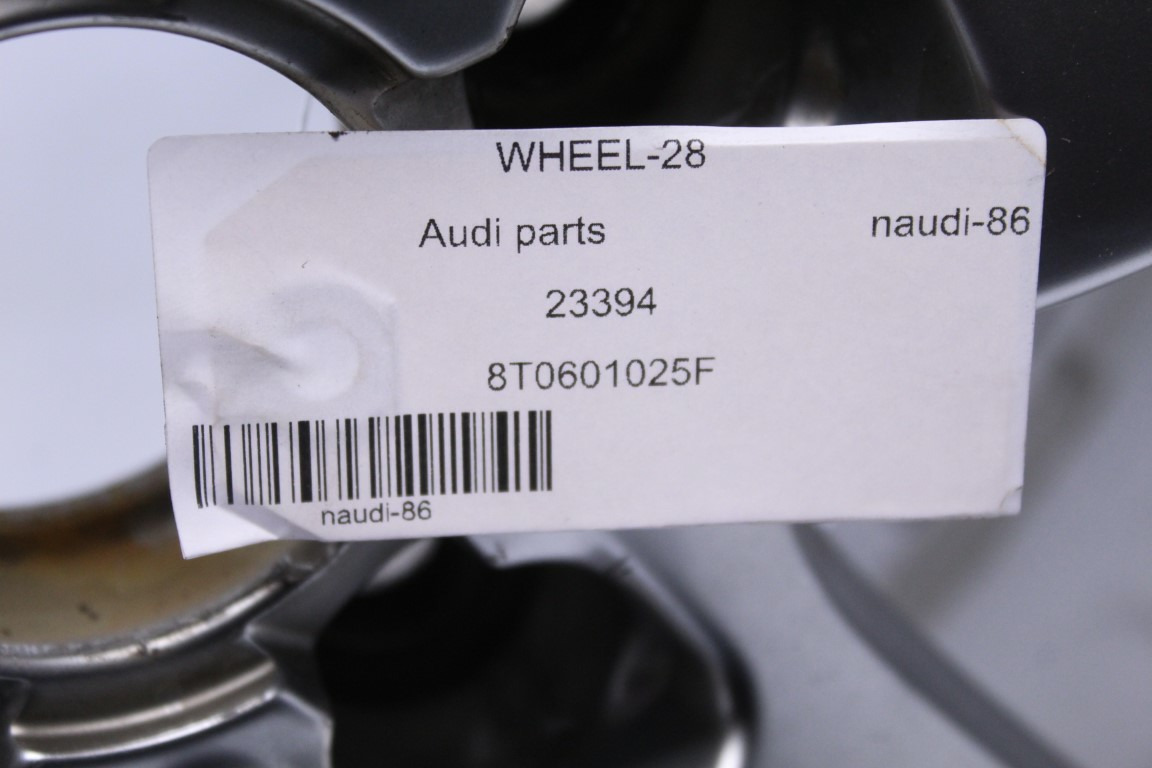 WHEEL-28
Audi parts naudi-86
23394
8T0601025F
naudi-86